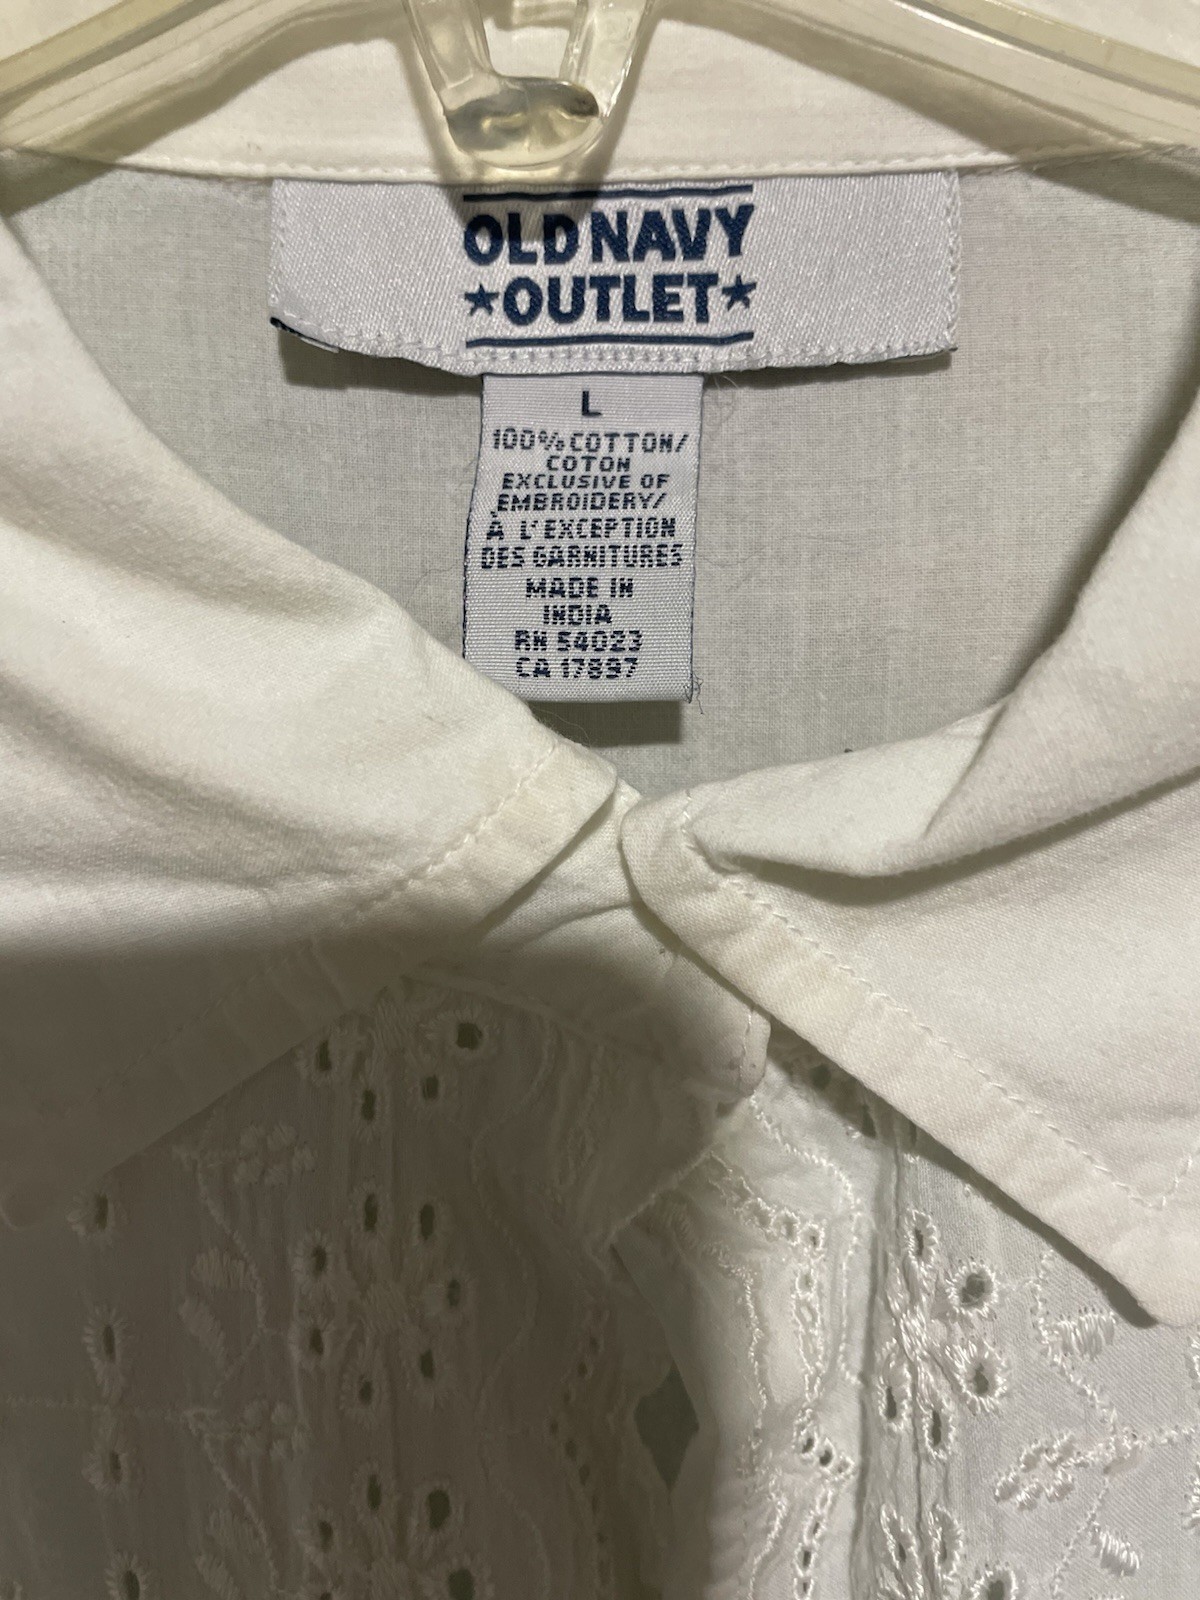 OLD NAVY
★OUTLET★
L
100% COTTON/
COTON
EXCLUSIVE OF
EMBROIDERY/
À L'EXCEPTION
DES GARNITURES
MADE IN
INDIA
RN 54023
CA 17897